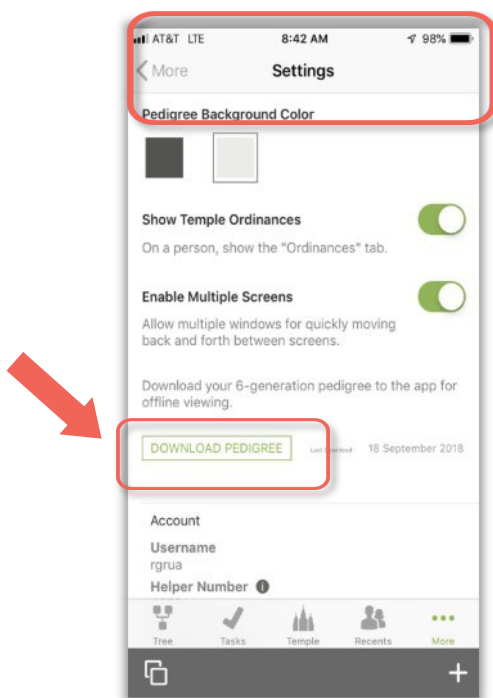 AT&T LTE 8:42 AM 98%
More Settings
Pedigree Background Color
Show Temple Ordinances
On a person, show the "Ordinances" tab.
Enable Multiple Screens
Allow multiple windows for quickly moving
back and forth between screens.
Download your 6-generation pedigree to the app for
offline viewing.
DOWNLOAD PEDIGREE Last Download: 18 September 2018
Account
Username
rgrua
Helper Number
Tree Tasks Temple Recents More